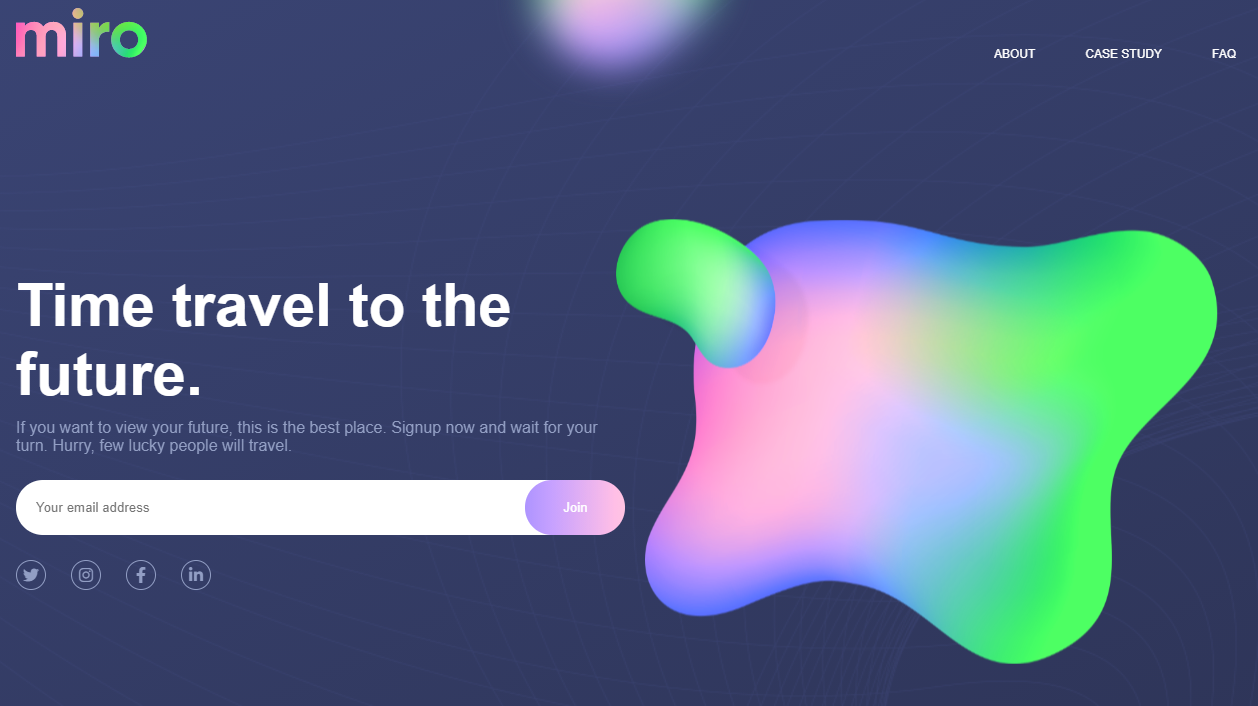 miro
ABOUT CASE STUDY FAQ
Time travel to the
future.
If you want to view your future, this is the best place. Signup now and wait for your
turn. Hurry, few lucky people will travel.
Your email address Join